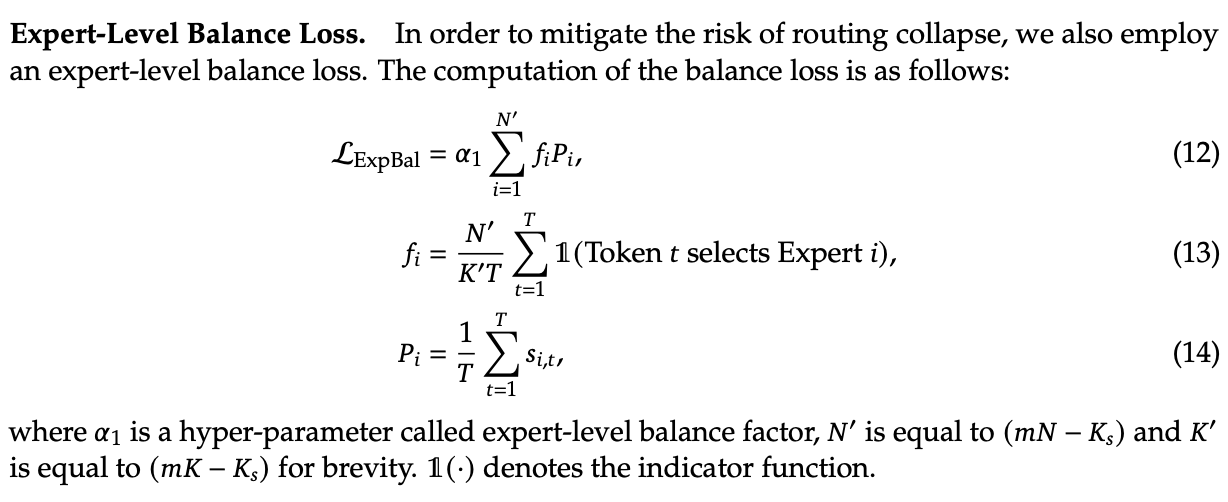 Expert-Level Balance Loss. In order to mitigate the risk of routing collapse, we also employ
an expert-level balance loss. The computation of the balance loss is as follows:
$\mathcal{L}_{\mathrm{ExpBal}} = \alpha_1 \sum_{i=1}^{N'} f_i P_i,$ (12)
$f_i = \frac{N'}{K'T} \sum_{t=1}^{T} \mathbb{1}(\text{Token } t \text{ selects Expert } i),$ (13)
$P_i = \frac{1}{T} \sum_{t=1}^{T} s_{i,t},$ (14)
where $\alpha_1$ is a hyper-parameter called expert-level balance factor, $N'$ is equal to $(mN - K_s)$ and $K'$
is equal to $(mK - K_s)$ for brevity. $\mathbb{1}(\cdot)$ denotes the indicator function.